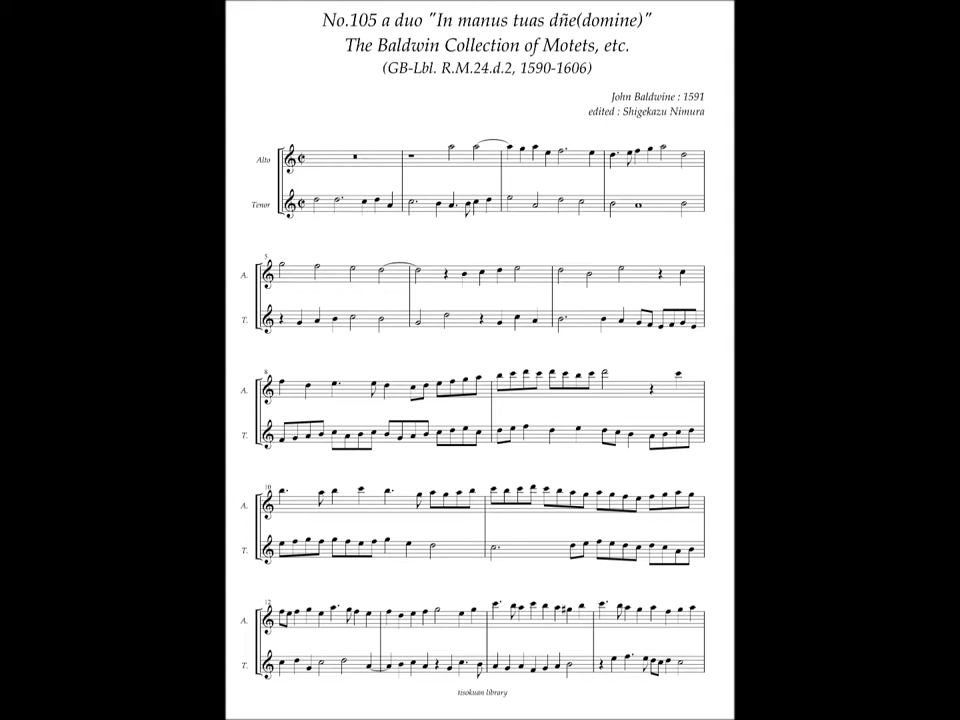 No.105 a duo "In manus tuas dñe(domine)"
The Baldwin Collection of Motets, etc.
(GB-Lbl. R.M.24.d.2, 1590-1606)
John Baldwine : 1591
edited : Shigekazu Nimura
Alto
Tenor
5
A.
T.
8
A.
T.
10
A.
T.
12
A.
T.
tisokuan library